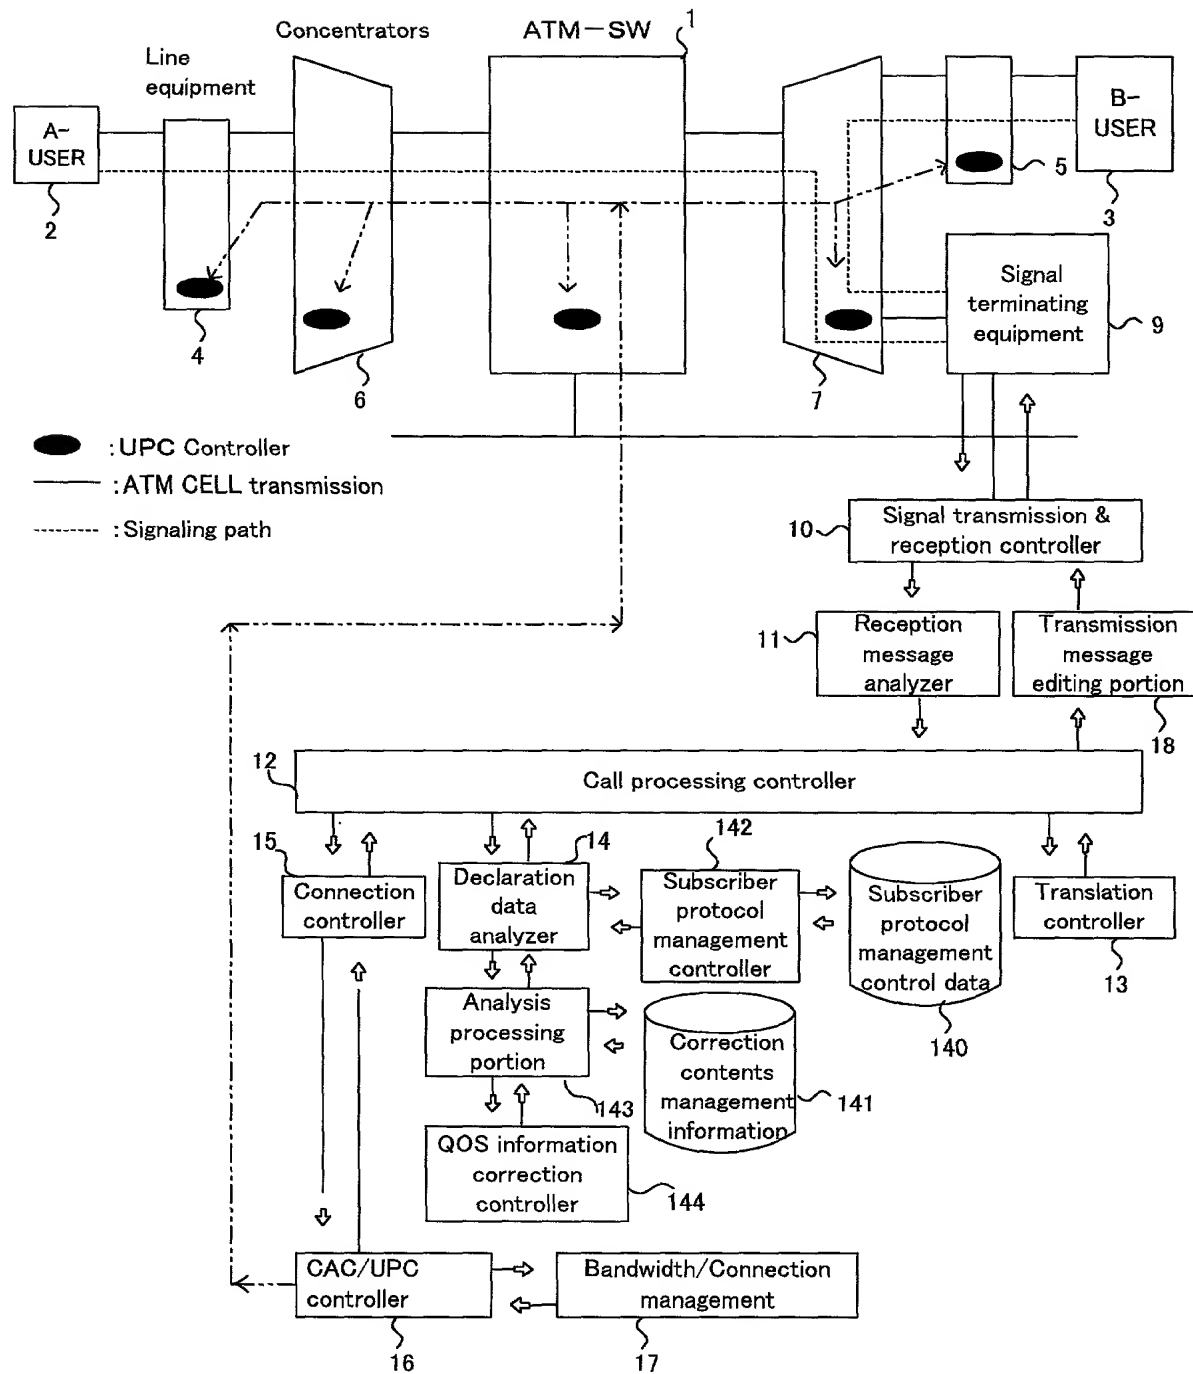 Concentrators
ATM-SW
1
Line
equipment
A-
USER
2
B-
USER
3
5
4
6
7
Signal
terminating
equipment
9
:UPC Controller
:ATM CELL transmission
:Signaling path
10
Signal transmission &
reception controller
11
Reception
message
analyzer
Transmission
message
editing portion
18
12
Call processing controller
15
Connection
controller
14
Declaration
data
analyzer
142
Subscriber
protocol
management
controller
Subscriber
protocol
management
control data
140
Translation
controller
13
Analysis
processing
portion
143
Correction
contents
management
information
141
QOS information
correction
controller
144
CAC/UPC
controller
16
Bandwidth/Connection
management
17